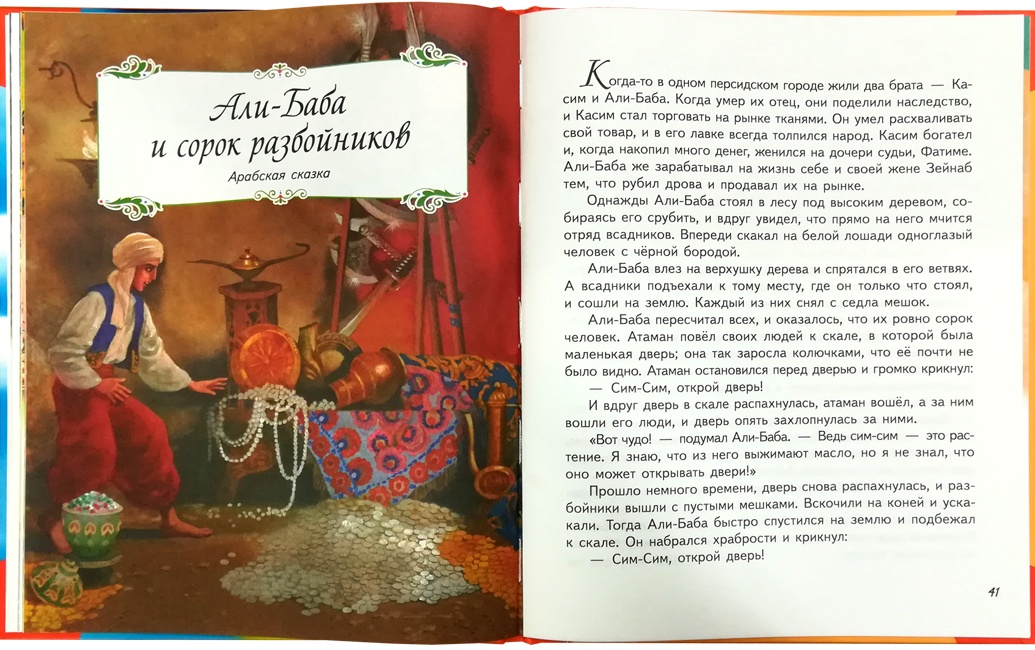 Али-Баба
и сорок разбойников
Арабская сказка
Когда-то в одном персидском городе жили два брата — Ка-
сим и Али-Баба. Когда умер их отец, они поделили наследство,
и Касим стал торговать на рынке тканями. Он умел расхваливать
свой товар, и в его лавке всегда толпился народ. Касим богател
и, когда накопил много денег, женился на дочери судьи, Фатиме.
Али-Баба же зарабатывал на жизнь себе и своей жене Зейнаб
тем, что рубил дрова и продавал их на рынке.
Однажды Али-Баба стоял в лесу под высоким деревом, со-
бираясь его срубить, и вдруг увидел, что прямо на него мчится
отряд всадников. Впереди скакал на белой лошади одноглазый
человек с чёрной бородой.
Али-Баба влез на верхушку дерева и спрятался в его ветвях.
А всадники подъехали к тому месту, где он только что стоял,
и сошли на землю. Каждый из них снял с седла мешок.
Али-Баба пересчитал всех, и оказалось, что их ровно сорок
человек. Атаман повёл своих людей к скале, в которой была
маленькая дверь; она так заросла колючками, что её почти не
было видно. Атаман остановился перед дверью и громко крикнул:
— Сим-Сим, открой дверь!
И вдруг дверь в скале распахнулась, атаман вошёл, а за ним
вошли его люди, и дверь опять захлопнулась за ними.
«Вот чудо! — подумал Али-Баба. — Ведь сим-сим — это рас-
тение. Я знаю, что из него выжимают масло, но я не знал, что
оно может открывать двери!»
Прошло немного времени, дверь снова распахнулась, и раз-
бойники вышли с пустыми мешками. Вскочили на коней и уска-
кали. Тогда Али-Баба быстро спустился на землю и подбежал
к скале. Он набрался храбрости и крикнул:
— Сим-Сим, открой дверь!
41